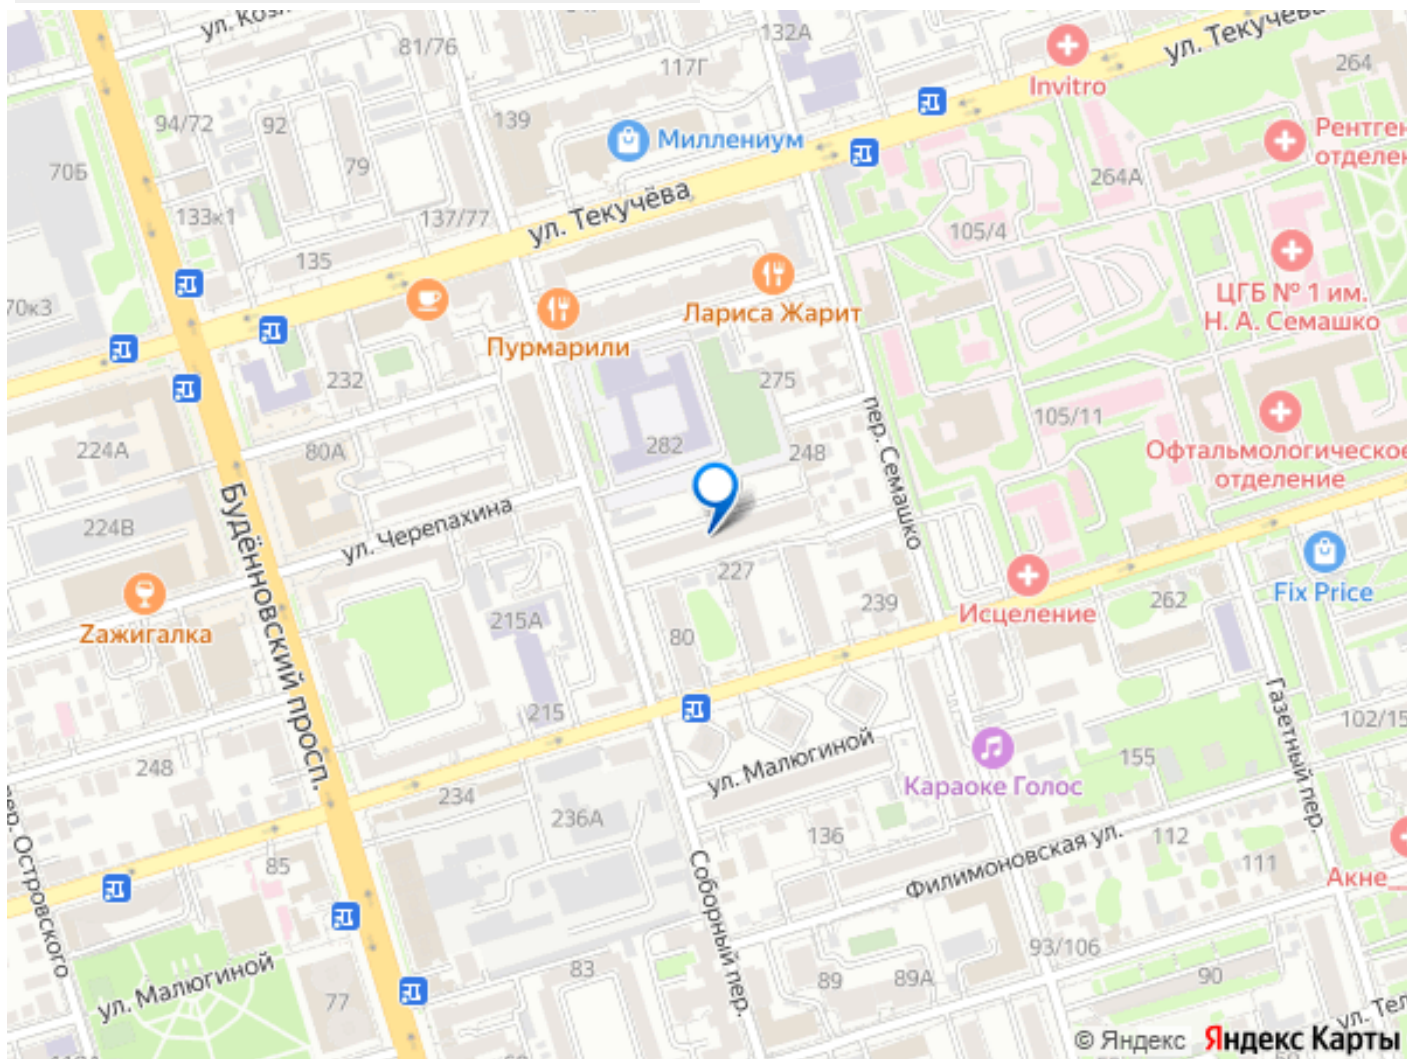 ул. Козл
81/76
132А
117Г
ул. Текучёва
264
Invitro
94/72
92
139
79
Миллениум
Рентген
отделен
70Б
264А
133к1
137/77
ул. Текучёва
105/4
135
70к3
ЦГБ № 1 им.
Н. А. Семашко
Лариса Жарит
Пурмарили
232
275
пер. Семашко
105/11
224А
80А
282
248
Офтальмологическое
отделение
Будённовский просп.
ул. Черепахина
224В
227
Fix Price
Исцеление
262
239
215А
Zажигалка
80
215
Газетный пер.
102/15
248
ул. Малюгиной
155
Караоке Голос
234
236А
136
112
Филимоновская ул.
111
Акне_
пер. Островского
85
Соборный пер.
93/106
83
89
89А
90
ул. Малюгиной
77
ул. Тел
© Яндекс Яндекс Карты